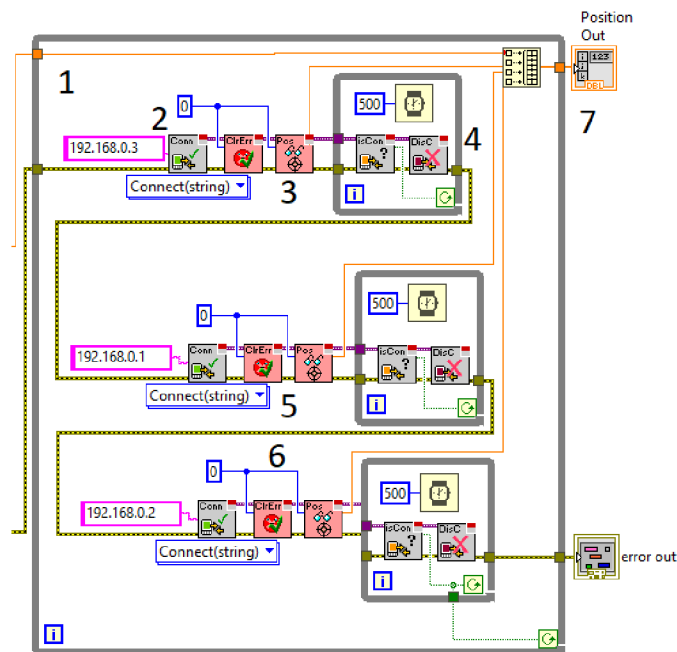 Position
Out
123
DBL
1
2
0
500
4
7
192.168.0.3
Conn
ClrErr
Pos
isCon
?
DisC
Connect(string)
3
i
0
500
192.168.0.1
Conn
ClrErr
Pos
isCon
?
DisC
Connect(string)
5
i
6
0
500
192.168.0.2
Conn
ClrErr
Pos
isCon
?
DisC
Connect(string)
error out
i
i